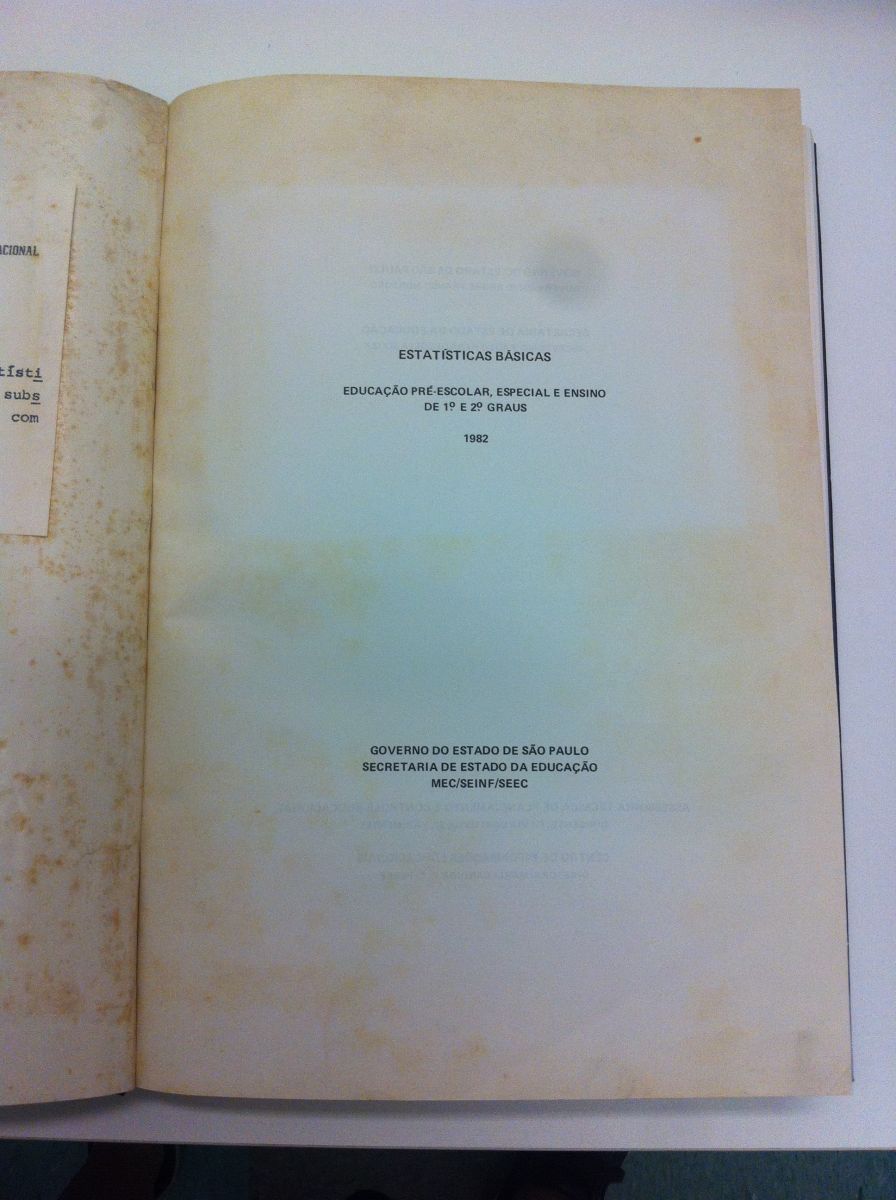 ACIONAL
tísti
subs
com
ESTATÍSTICAS BÁSICAS
EDUCAÇÃO PRÉ-ESCOLAR, ESPECIAL E ENSINO
DE 1º E 2º GRAUS
1982
GOVERNO DO ESTADO DE SÃO PAULO
SECRETARIA DE ESTADO DA EDUCAÇÃO
MEC/SEINF/SEEC